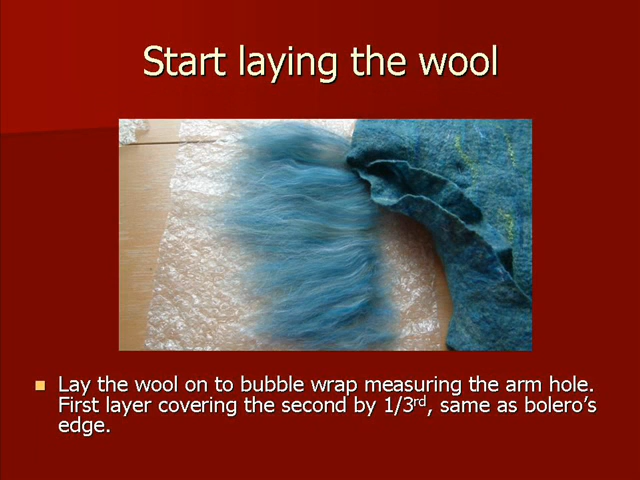 Start laying the wool
Lay the wool on to bubble wrap measuring the arm hole.
First layer covering the second by 1/3rd, same as bolero's
edge.